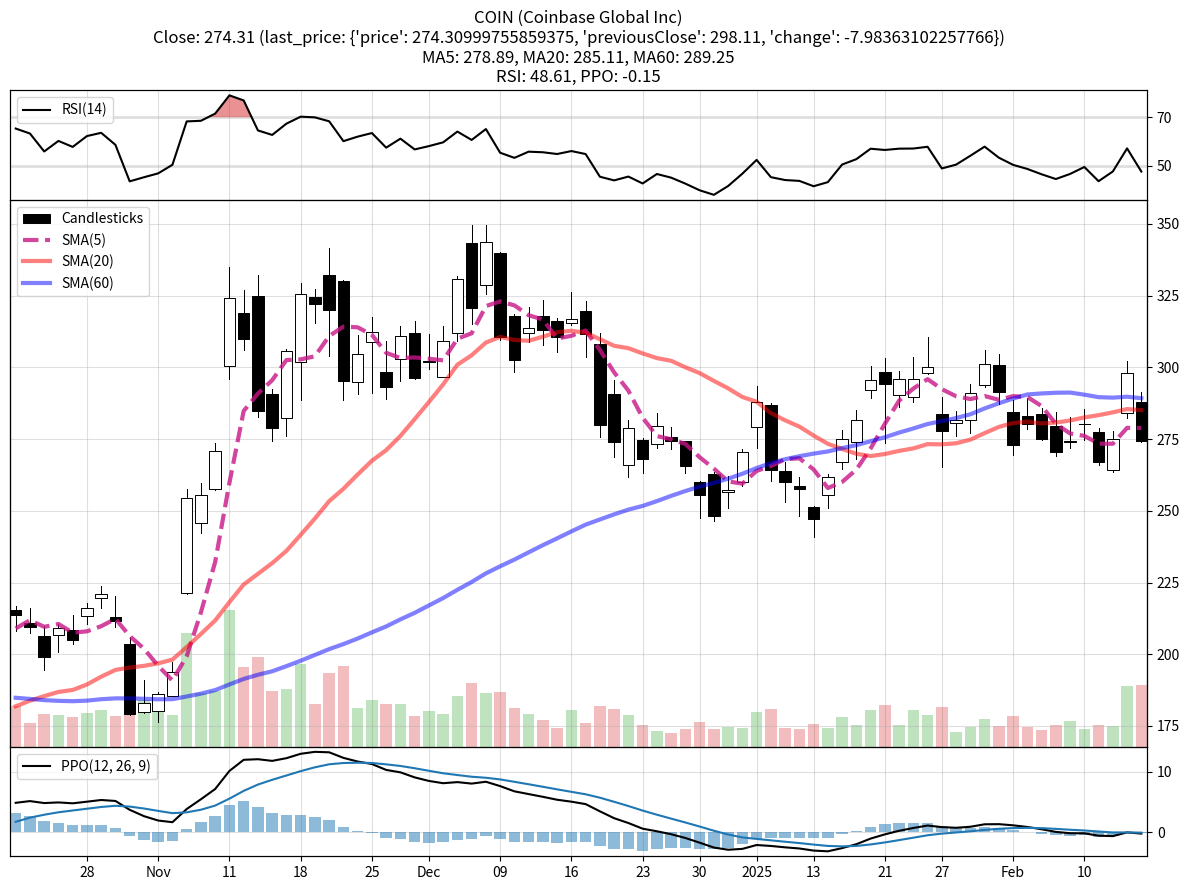 COIN (Coinbase Global Inc)
Close: 274.31 (last_price: {'price': 274.30999755859375, 'previousClose': 298.11, 'change': -7.98363102257766})
MA5: 278.89, MA20: 285.11, MA60: 289.25
RSI: 48.61, PPO: -0.15
RSI(14)
70
50
Candlesticks
SMA(5)
SMA(20)
SMA(60)
350
325
300
275
250
225
200
175
PPO(12, 26, 9)
10
0
28 Nov 11 18 25 Dec 09 16 23 30 2025 13 21 27 Feb 10